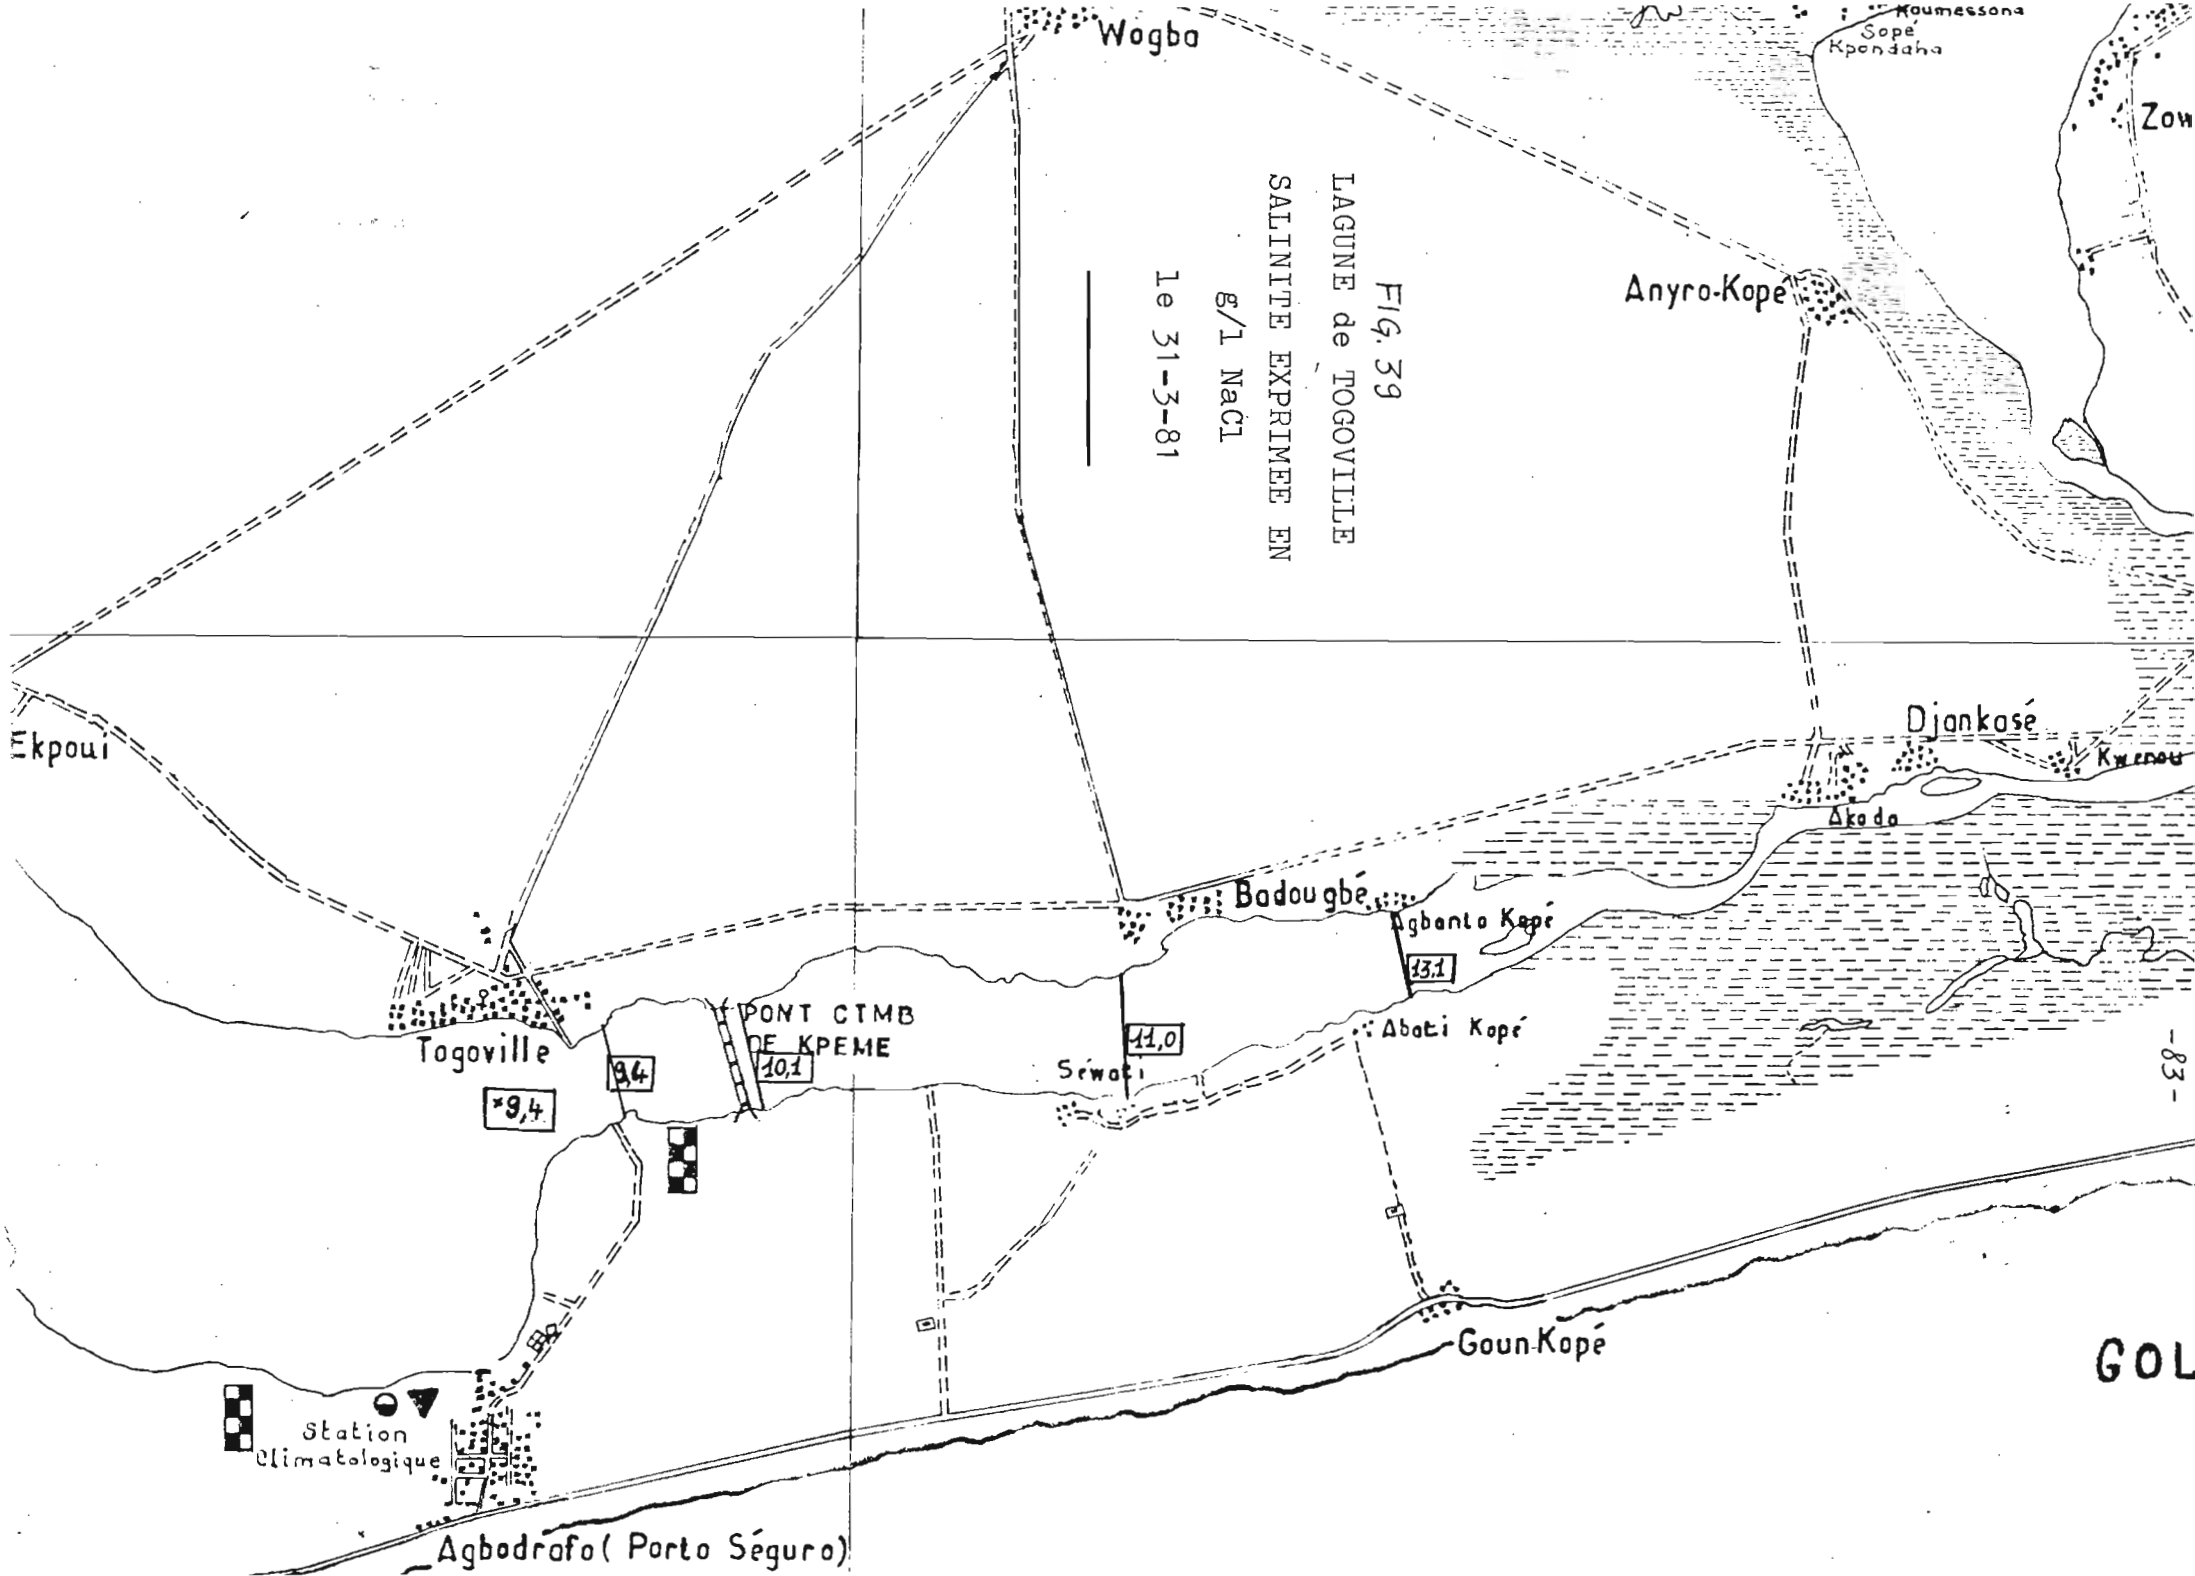 Wogba
Koumessona
Sopé
Kpondaha
Zow
FIG. 39
LAGUNE de TOGOVILLE
SALINITE EXPRIMEE EN
g/l NaCl
le 31-3-81
Anyro-Kopé
Ekpoui
Djankasé
Kwenou
Akoda
Badougbé
Agbanto Kopé
13,1
Togoville
9,4
*9,4
PONT CTMB
DE KPEME
10,1
11,0
Séwati
Abati Kopé
-83-
Goun-Kopé
GOL
Station
Climatologique
Agbodrafo ( Porto Séguro)